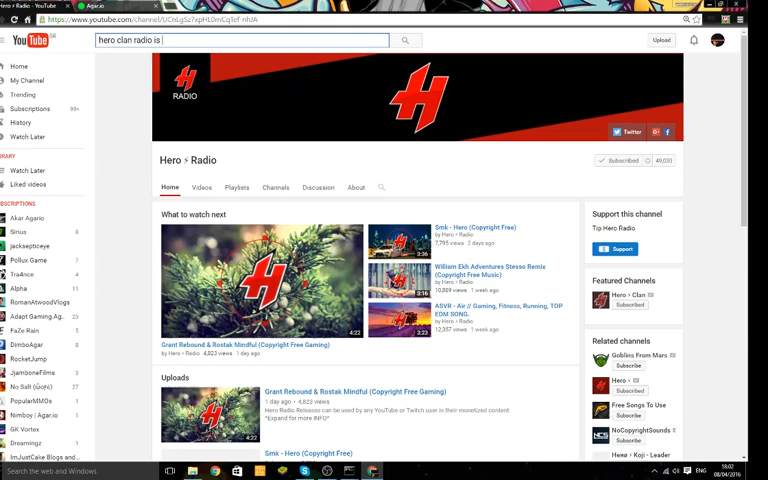 Hero ⚡ Radio - YouTube
Agar.io
https://www.youtube.com/channel/UCnLgSz7xpHL0mCqTef-nhJA
YouTube GB
hero clan radio is
Upload
Home
My Channel
Trending
Subscriptions 99+
History
Watch Later
Watch Later
Liked videos
Akar Agario
Sirius 8
jacksepticeye
Pollux Game 7
Tra4nce 4
Alpha 11
RomanAtwoodVlogs
Adapt Gaming.Ag.. 25
FaZe Rain 5
DimboAgar 8
RocketJump
JjamboneFilms 3
27
PopularMMOs
Nimboy | Agar.io
GK Vortex
Dreamingz
ImJustCake Blogs and
RADIO
Twitter
Hero ⚡ Radio
Subscribed 49,030
Home Videos Playlists Channels Discussion About
What to watch next
4:22
Grant Rebound & Rostak Mindful (Copyright Free Gaming)
by Hero ⚡ Radio 4,823 views 1 day ago
Smk - Hero (Copyright Free)
by Hero ⚡ Radio
7,795 views 2 days ago
3:36
William Ekh Adventures Stesso Remix
(Copyright Free Music)
by Hero ⚡ Radio
10,889 views 1 week ago
3:16
ASVR - Air // Gaming, Fitness, Running, TOP
EDM SONG.
by Hero ⚡ Radio
12,357 views 1 week ago
3:23
Uploads
4:22
Grant Rebound & Rostak Mindful (Copyright Free Gaming)
1 day ago • 4,823 views
Hero Radio Releases can be used by any YouTube or Twitch user in their monetized content
*Expand for more INFO*
Smk - Hero (Copyright Free)
Support this channel
Tip Hero Radio
Support
Featured Channels
Hero ⚡ Clan
Subscribed
Related channels
Goblins From Mars
Subscribe
Hero ⚡
Subscribed
Free Songs To Use
Subscribe
NoCopyrightSounds
Subscribe
Search the web and Windows
ENG
18:02
08/04/2016